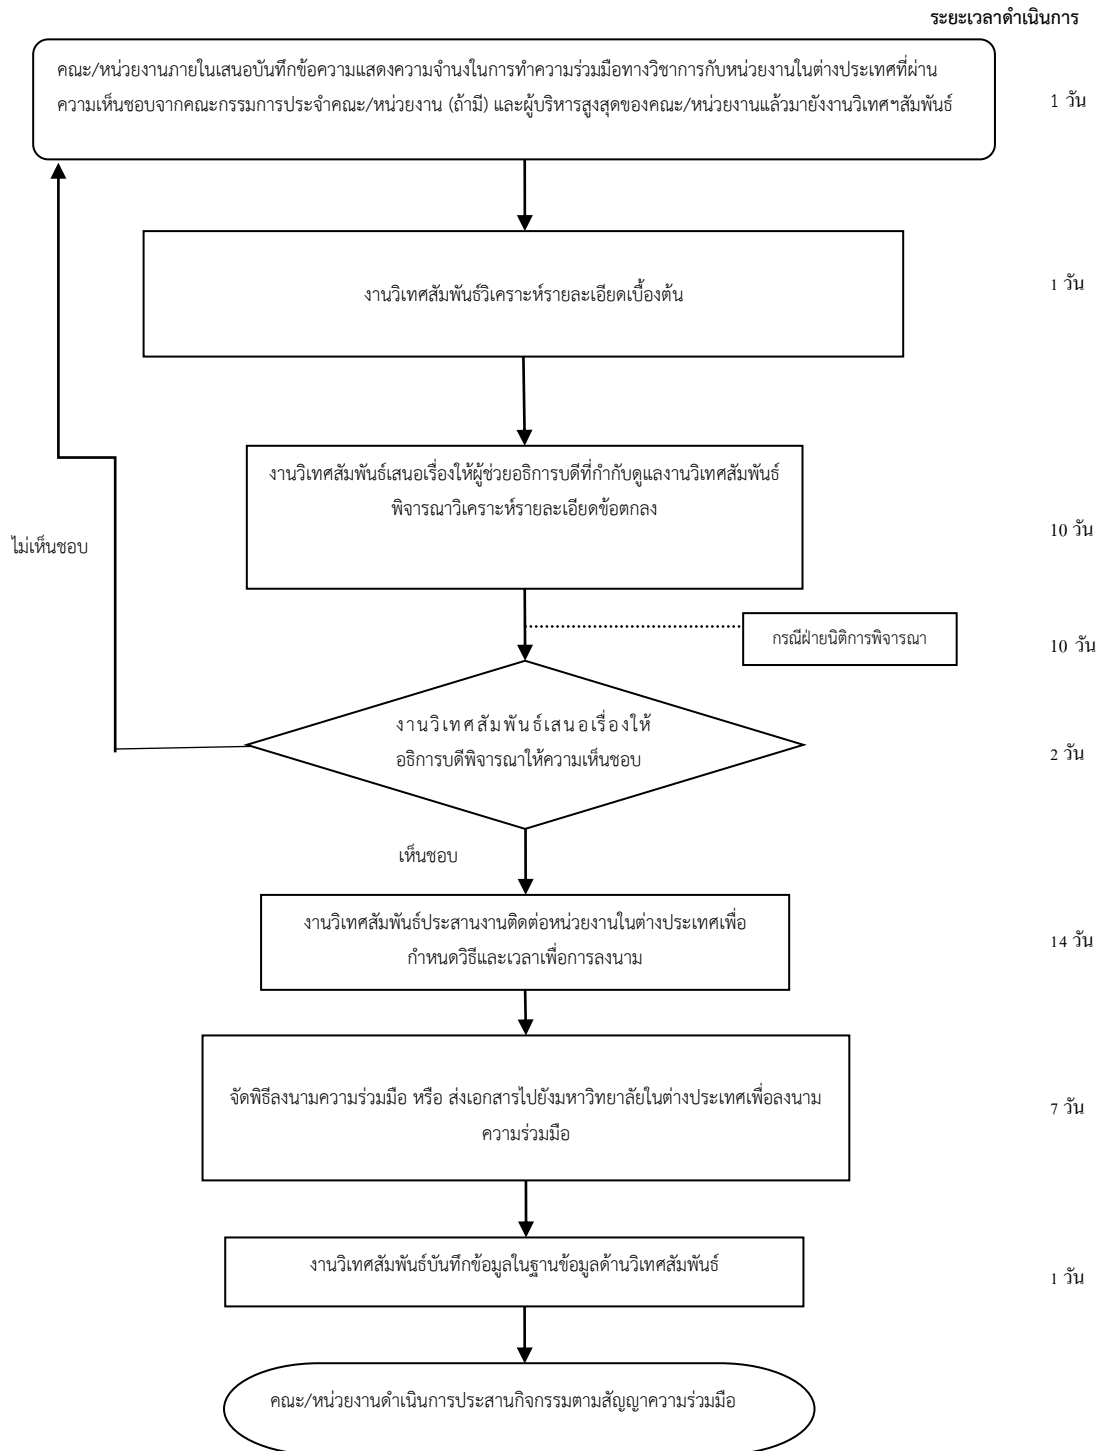 ระยะเวลาดำเนินการ
คณะ/หน่วยงานภายในเสนอบันทึกข้อความแสดงความจำนงในการทำความร่วมมือทางวิชาการกับหน่วยงานในต่างประเทศที่ผ่าน
ความเห็นชอบจากคณะกรรมการประจำคณะ/หน่วยงาน (ถ้ามี) และผู้บริหารสูงสุดของคณะ/หน่วยงานแล้วมายังงานวิเทศฯสัมพันธ์
1 วัน
งานวิเทศสัมพันธ์วิเคราะห์รายละเอียดเบื้องต้น
1 วัน
งานวิเทศสัมพันธ์เสนอเรื่องให้ผู้ช่วยอธิการบดีที่กำกับดูแลงานวิเทศสัมพันธ์
พิจารณาวิเคราะห์รายละเอียดข้อตกลง
10 วัน
ไม่เห็นชอบ
กรณีฝ่ายนิติการพิจารณา
10 วัน
งานวิเทศสัมพันธ์เสนอเรื่องให้
อธิการบดีพิจารณาให้ความเห็นชอบ
2 วัน
เห็นชอบ
งานวิเทศสัมพันธ์ประสานงานติดต่อหน่วยงานในต่างประเทศเพื่อ
กำหนดวิธีและเวลาเพื่อการลงนาม
14 วัน
จัดพิธีลงนามความร่วมมือ หรือ ส่งเอกสารไปยังมหาวิทยาลัยในต่างประเทศเพื่อลงนาม
ความร่วมมือ
7 วัน
งานวิเทศสัมพันธ์บันทึกข้อมูลในฐานข้อมูลด้านวิเทศสัมพันธ์
1 วัน
คณะ/หน่วยงานดำเนินการประสานกิจกรรมตามสัญญาความร่วมมือ